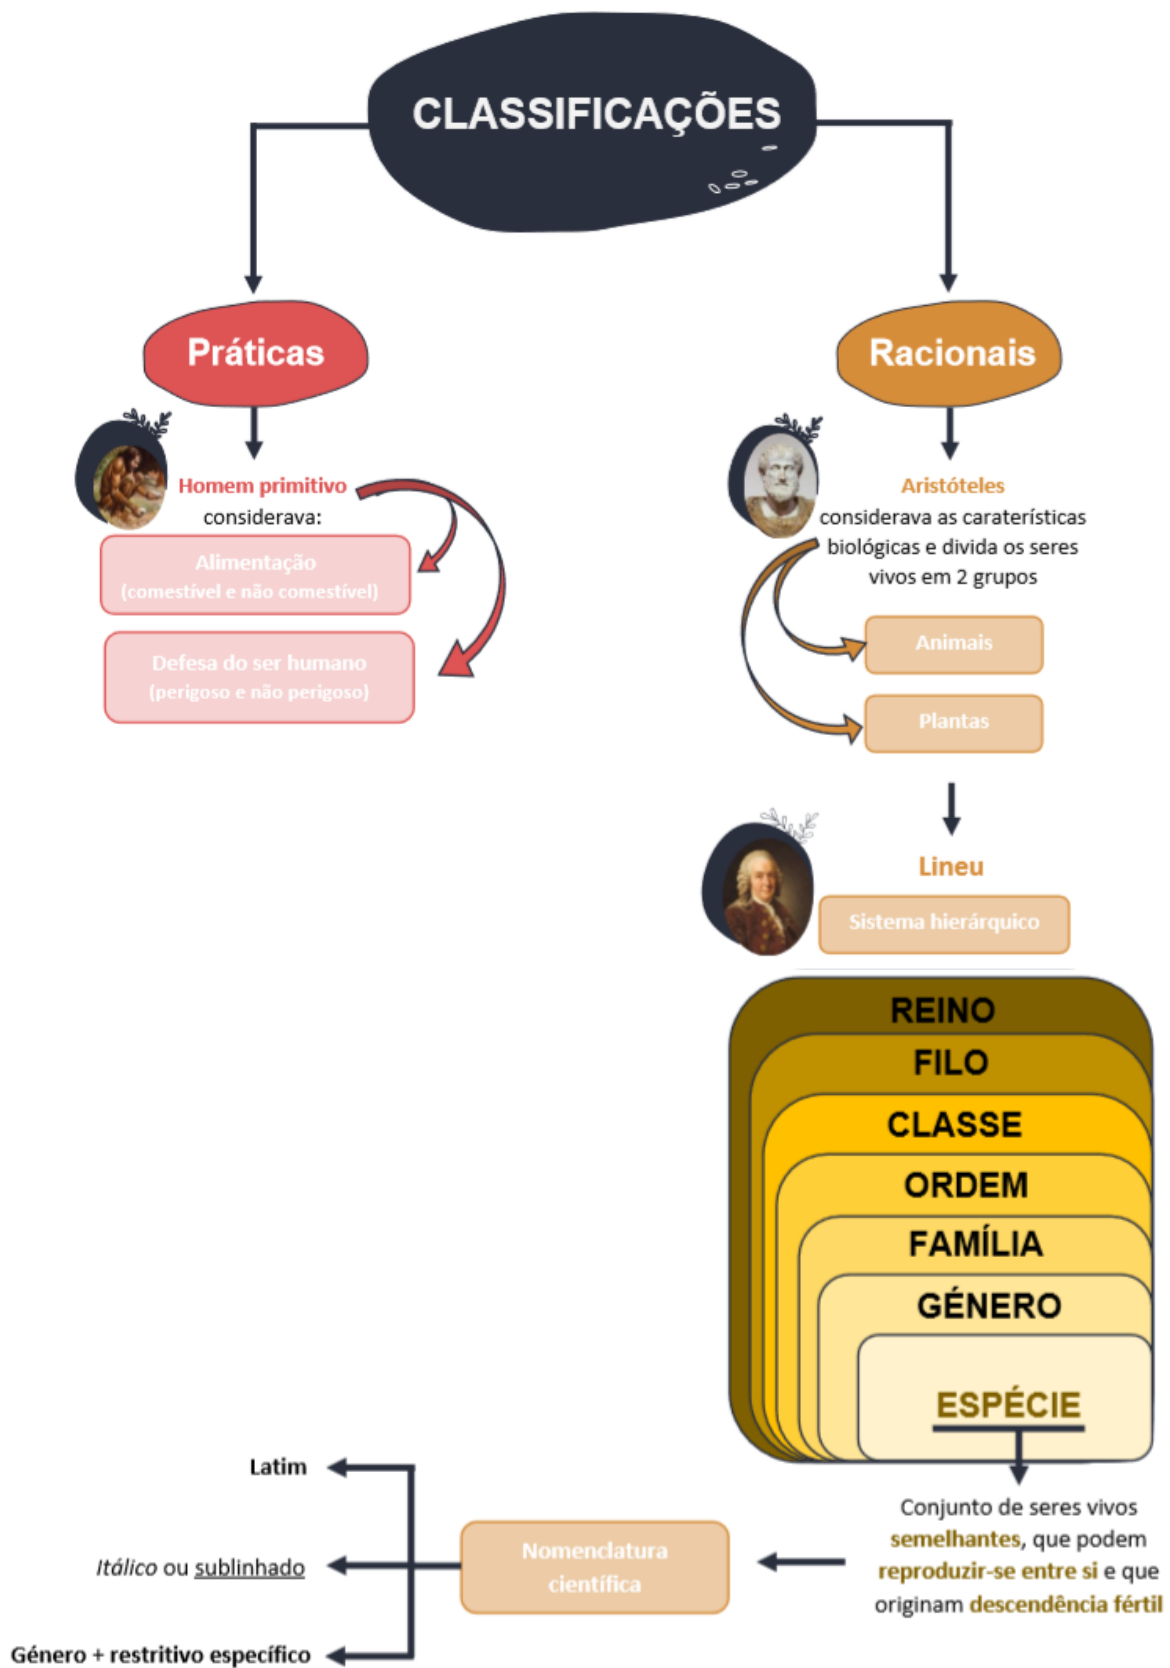 CLASSIFICAÇÕES
Práticas
Homem primitivo
considerava:
Alimentação
(comestível e não comestível)
Defesa do ser humano
(perigoso e não perigoso)
Racionais
Aristóteles
considerava as caraterísticas
biológicas e divida os seres
vivos em 2 grupos
Animais
Plantas
Lineu
Sistema hierárquico
REINO
FILO
CLASSE
ORDEM
FAMÍLIA
GÉNERO
ESPÉCIE
Conjunto de seres vivos
semelhantes, que podem
reproduzir-se entre si e que
originam descendência fértil
Nomenclatura
científica
Latim
Itálico ou sublinhado
Género + restritivo específico